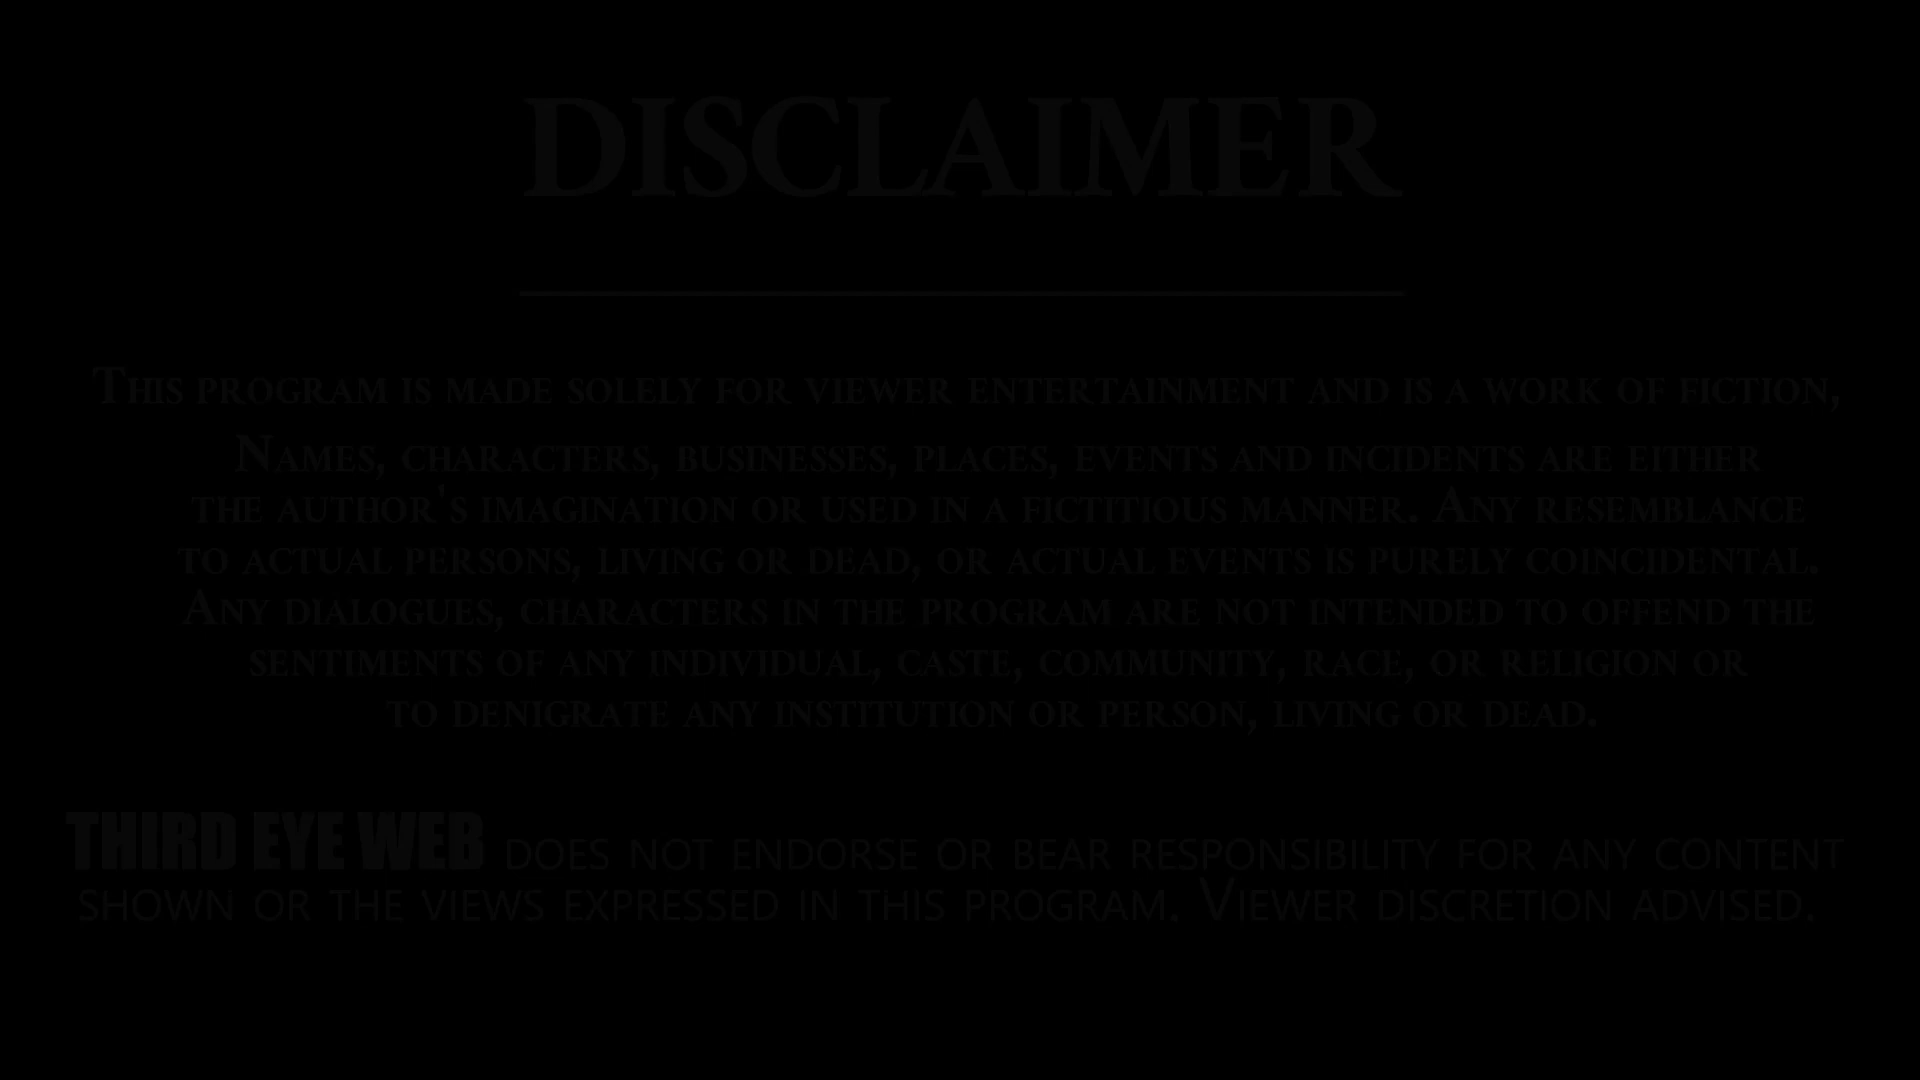 DISCLAIMER
This program is made solely for viewer entertainment and is a work of fiction,
Names, characters, businesses, places, events and incidents are either
the author's imagination or used in a fictitious manner. Any resemblance
to actual persons, living or dead, or actual events is purely coincidental.
Any dialogues, characters in the program are not intended to offend the
sentiments of any individual, caste, community, race, or religion or
to denigrate any institution or person, living or dead.
THIRD EYE WEB does not endorse or bear responsibility for any content
shown or the views expressed in this program. Viewer discretion advised.